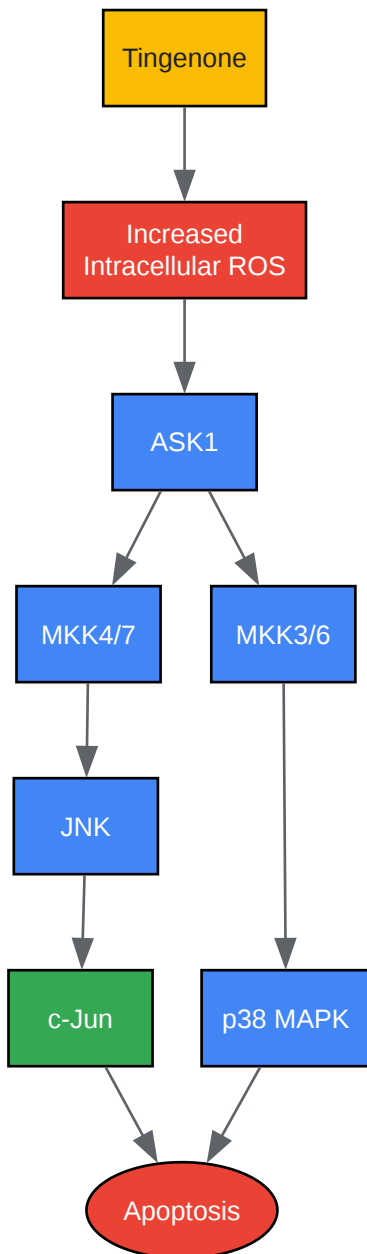 Tingenone
Increased
Intracellular ROS
ASK1
MKK4/7
MKK3/6
JNK
c-Jun
p38 MAPK
Apoptosis